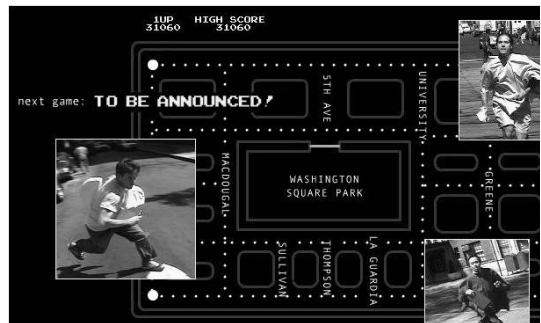 1UP HIGH SCORE
31060 31060
next game: TO BE ANNOUNCED!
5TH AVE
UNIVERSITY
MACDOUGAL
WASHINGTON
SQUARE PARK
GREENE
SULLIVAN
THOMPSON
LA GUARDIA